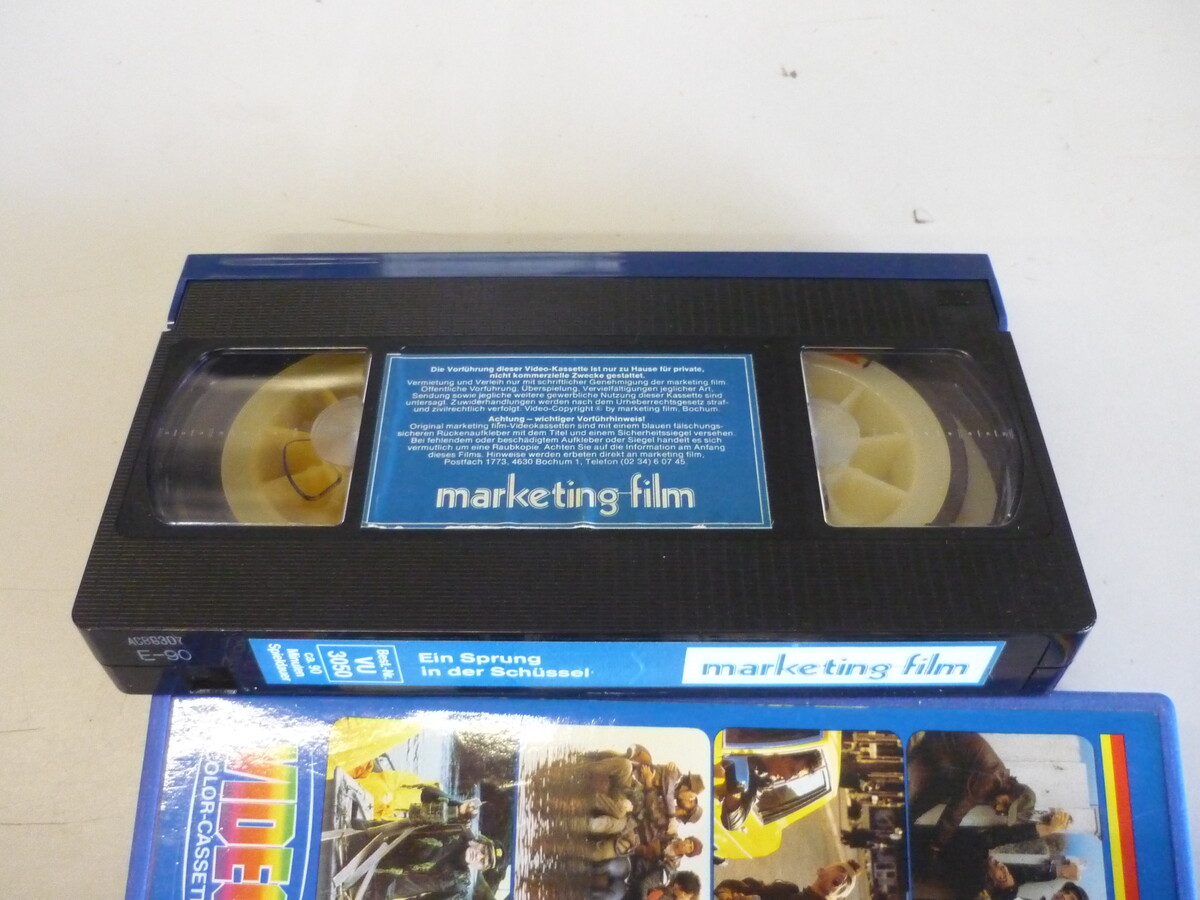 Die Vorführung dieser Video-Kassette ist nur zu Hause für private,
nicht kommerzielle Zwecke gestattet.
Vermietung und Verleih nur mit schriftlicher Genehmigung der marketing film.
Öffentliche Vorführung, Überspielung, Vervielfältigungen jeglicher Art,
Sendung sowie jegliche weitere gewerbliche Nutzung dieser Kassette sind
untersagt. Zuwiderhandlungen werden nach dem Urheberrechtsgesetz straf-
und zivilrechtlich verfolgt. Video-Copyright © by marketing film, Bochum.
Achtung – wichtiger Vorführhinweis!
Original marketing film-Videokassetten sind mit einem blauen fälschungs-
sicheren Rückenaufkleber mit dem Titel und einem Sicherheitssiegel versehen.
Bei fehlendem oder beschädigtem Aufkleber oder Siegel handelt es sich
vermutlich um eine Raubkopie. Achten Sie auf die Information am Anfang
dieses Films. Hinweise werden erbeten direkt an marketing film,
Postfach 1773, 4630 Bochum 1, Telefon (02 34) 6 07 45.
marketing film
ACB6307
E-90
Best.-Nr.
VU
3050
ca. 90
Minuten
Spieldauer
Ein Sprung
in der Schüssel
marketing film
VIDEO
COLOR-CASSETT